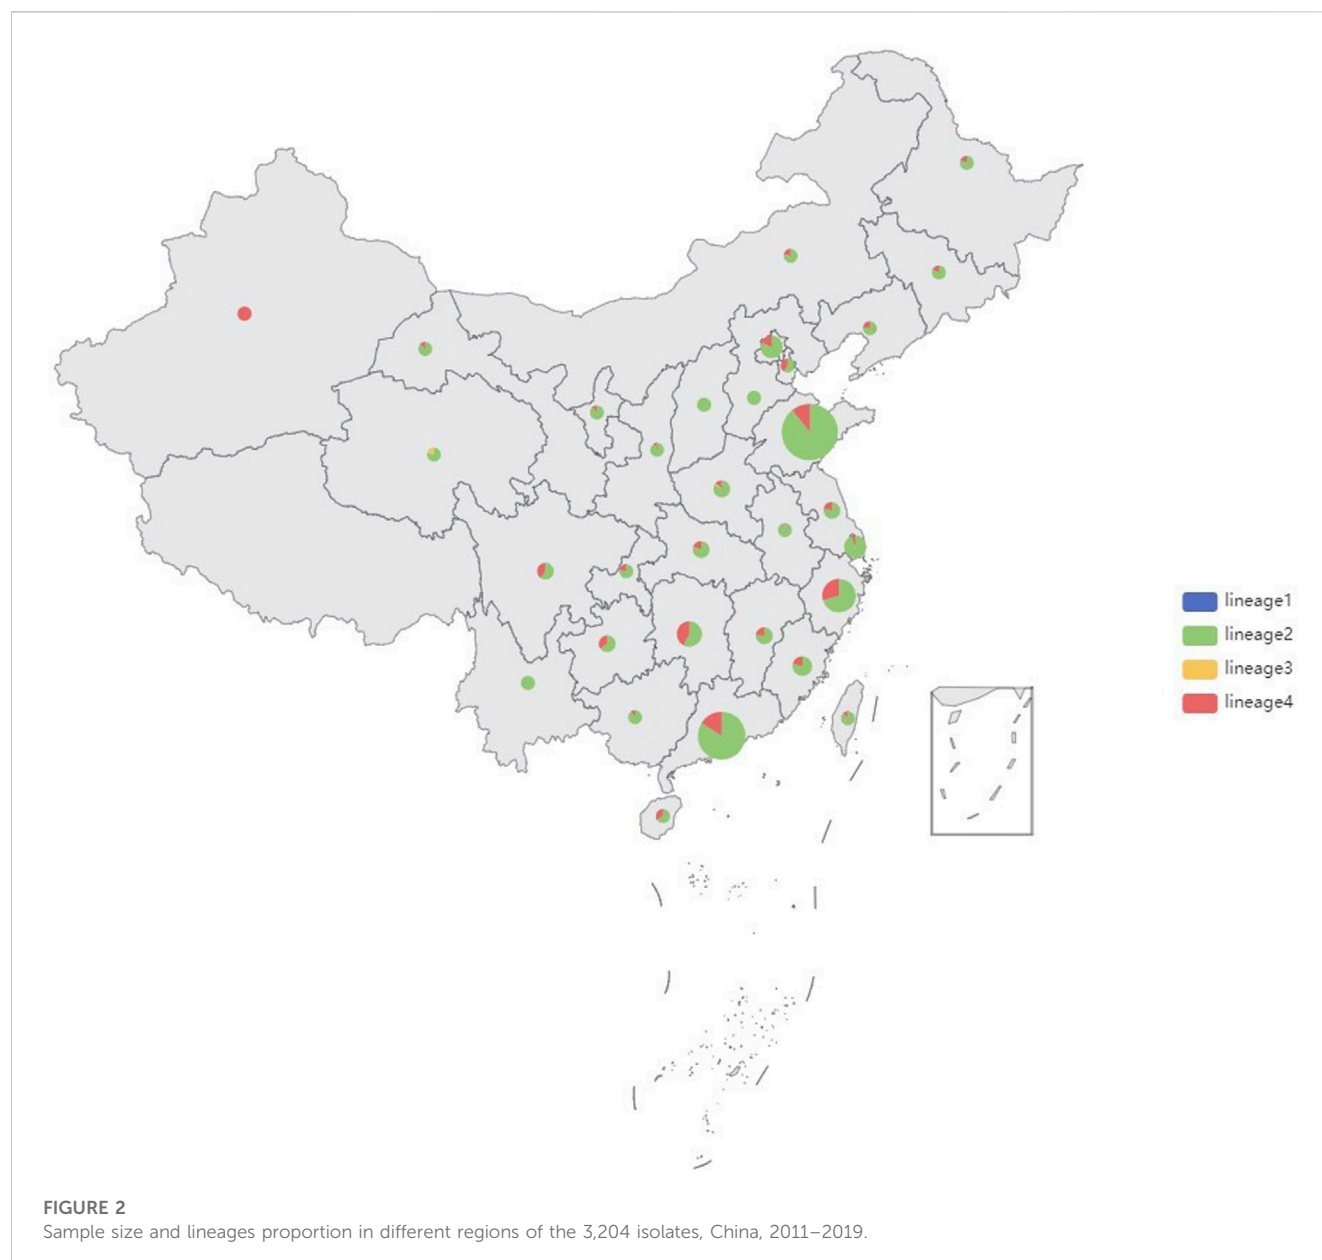 lineage1
lineage2
lineage3
lineage4
FIGURE 2
Sample size and lineages proportion in different regions of the 3,204 isolates, China, 2011–2019.